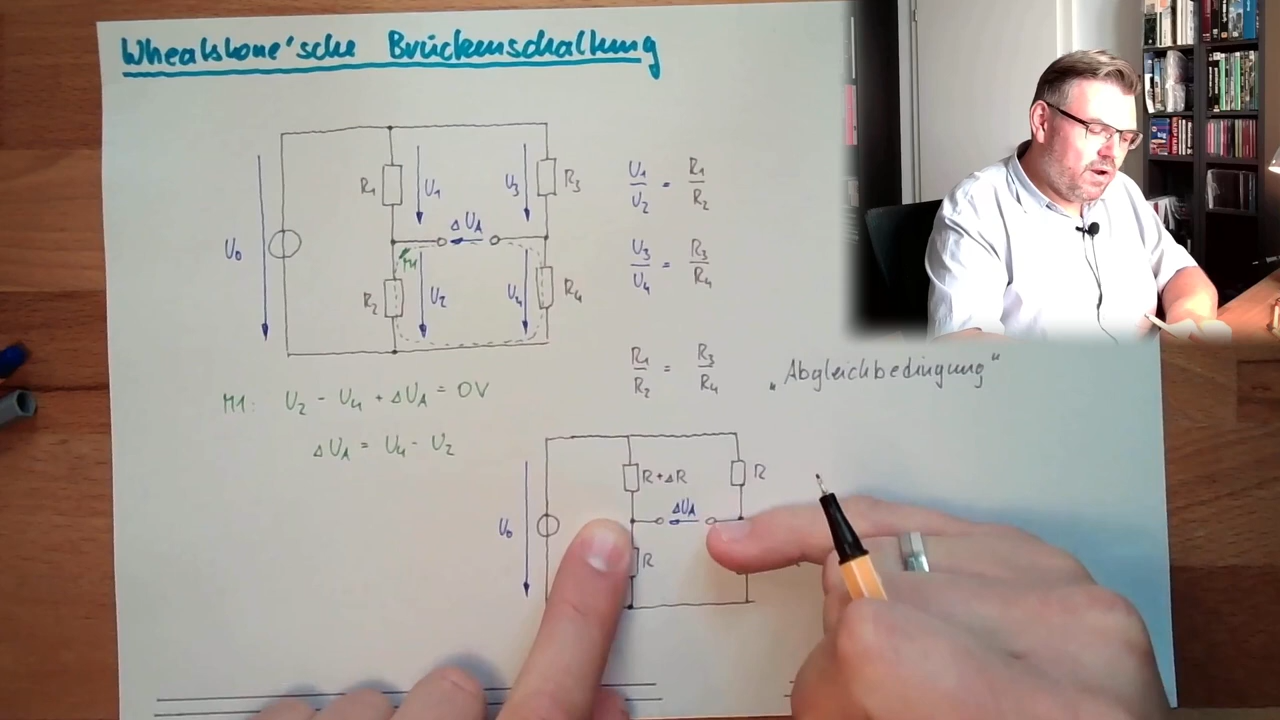 Wheatstone'sche Brückenschaltung
R1 U1 U3 R3
U1/U2 = R1/R2
U0 ΔUA
M1
R2 U2 U4 R4
U3/U4 = R3/R4
R1/R2 = R3/R4 „Abgleichbedingung"
M1: U2 - U4 + ΔUA = 0V
ΔUA = U4 - U2
R+ΔR R
U0 ΔUA
R